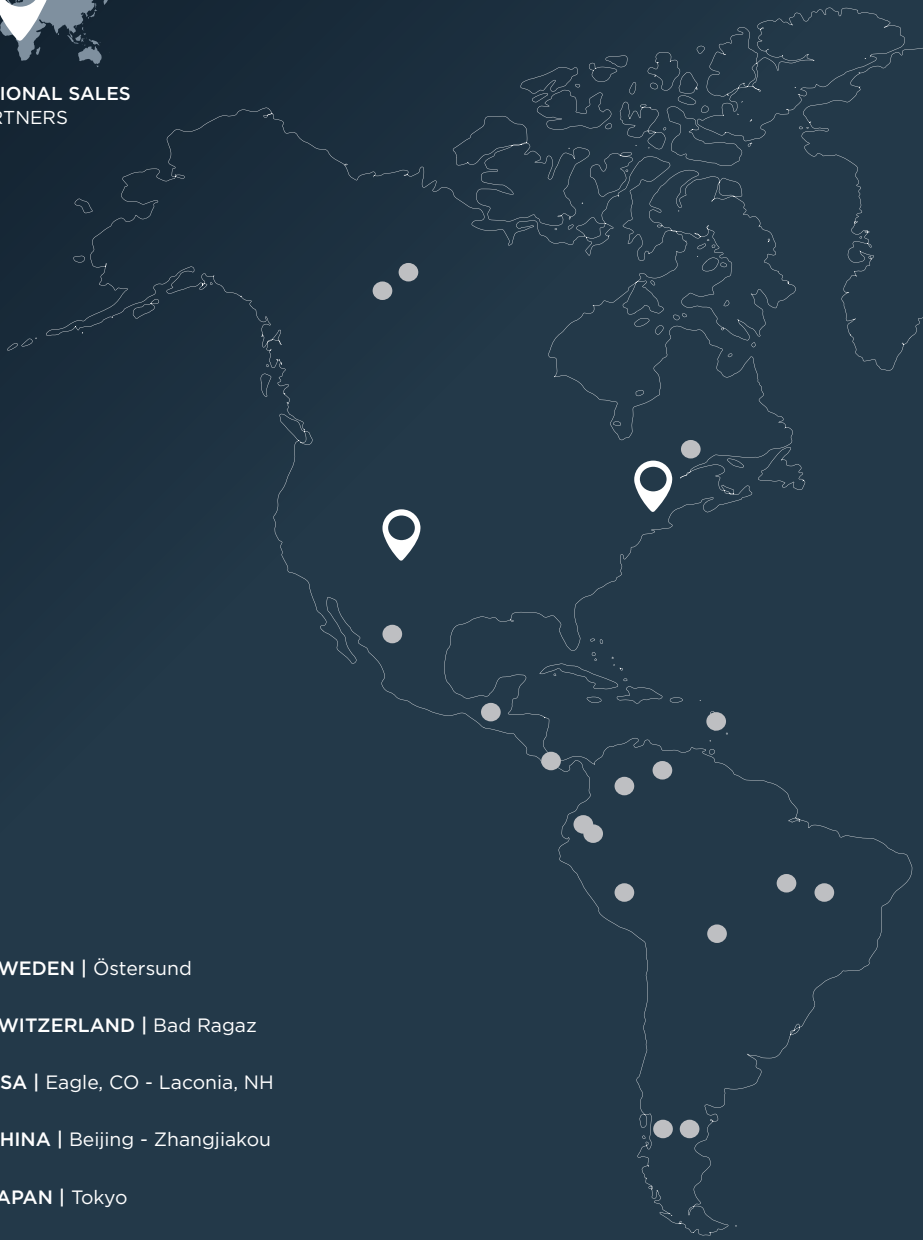 IONAL SALES
RTNERS
WEDEN | Östersund
WITZERLAND | Bad Ragaz
SA | Eagle, CO - Laconia, NH
HINA | Beijing - Zhangjiakou
APAN | Tokyo